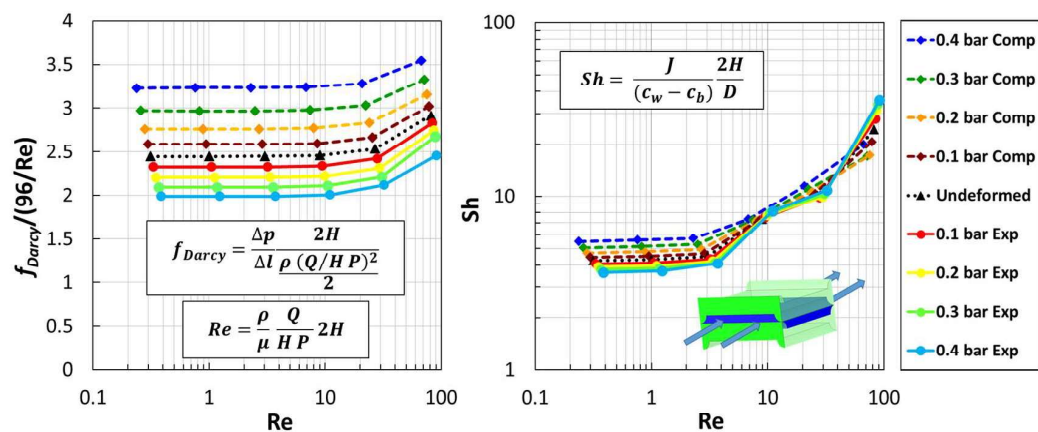 4
3.5
3
2.5
2
1.5
1
0.5
0
f_Darcy/(96/Re)
f_Darcy = Δp/Δl 2H/(ρ (Q/H P)²/2)
Re = ρ/μ Q/(H P) 2H
0.1
1
10
100
Re
100
10
1
Sh
Sh = J/(c_w − c_b) 2H/D
0.1
1
10
100
Re
0.4 bar Comp
0.3 bar Comp
0.2 bar Comp
0.1 bar Comp
Undeformed
0.1 bar Exp
0.2 bar Exp
0.3 bar Exp
0.4 bar Exp